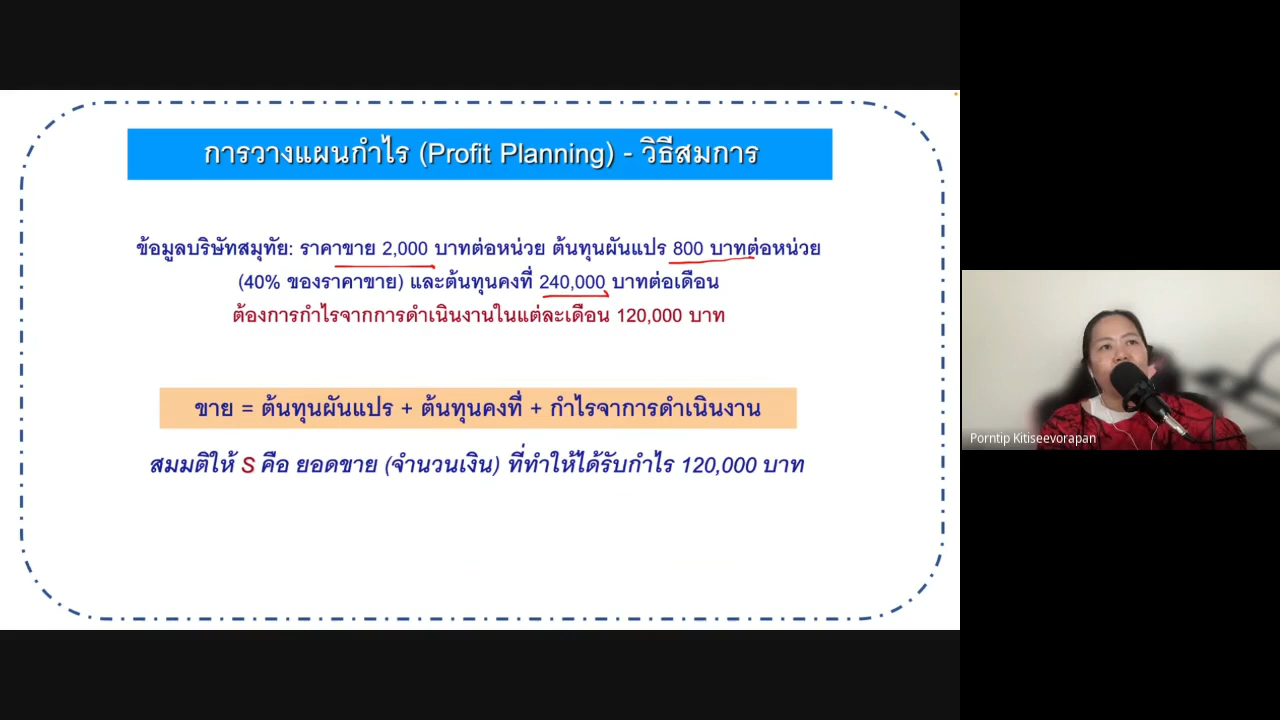 การวางแผนกำไร (Profit Planning) - วิธีสมการ
ข้อมูลบริษัทสมุทัย: ราคาขาย 2,000 บาทต่อหน่วย ต้นทุนผันแปร 800 บาทต่อหน่วย
(40% ของราคาขาย) และต้นทุนคงที่ 240,000 บาทต่อเดือน
ต้องการกำไรจากการดำเนินงานในแต่ละเดือน 120,000 บาท
ขาย = ต้นทุนผันแปร + ต้นทุนคงที่ + กำไรจาการดำเนินงาน
สมมติให้ S คือ ยอดขาย (จำนวนเงิน) ที่ทำให้ได้รับกำไร 120,000 บาท
Porntip Kitiseevorapan